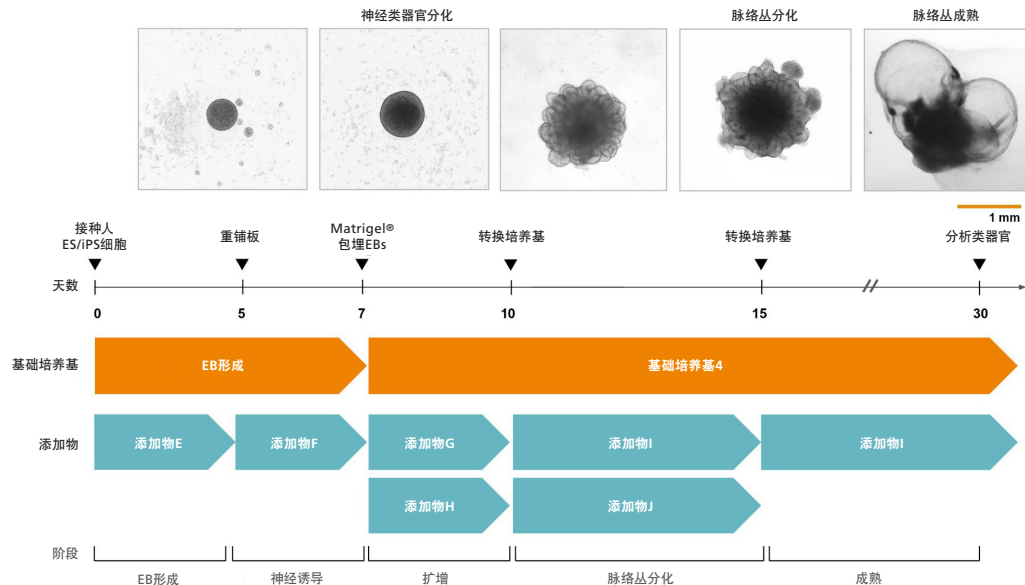 神经类器官分化
脉络丛分化
脉络丛成熟
1 mm
接种人
ES/iPS细胞
重铺板
Matrigel®
包埋EBs
转换培养基
转换培养基
分析类器官
天数
0
5
7
10
15
30
基础培养基
EB形成
基础培养基4
添加物
添加物E
添加物F
添加物G
添加物I
添加物I
添加物H
添加物J
阶段
EB形成
神经诱导
扩增
脉络丛分化
成熟